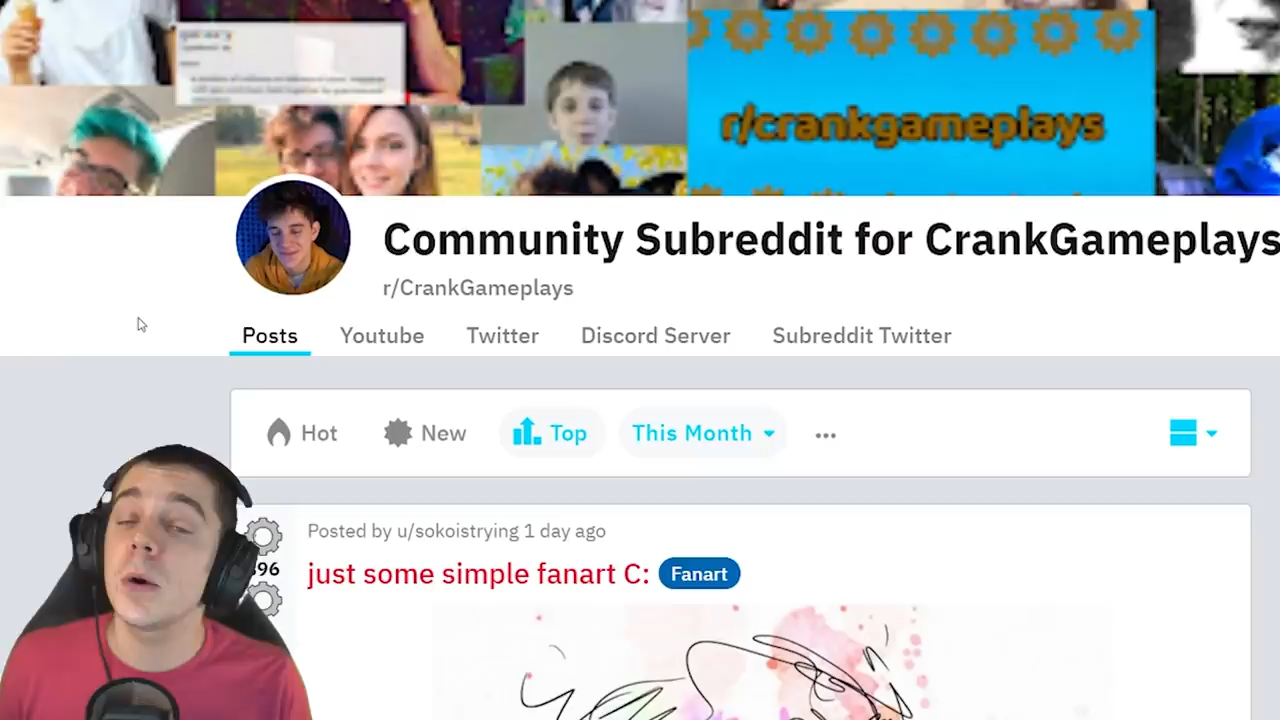 r/crankgameplays
Community Subreddit for CrankGameplays
r/CrankGameplays
Posts Youtube Twitter Discord Server Subreddit Twitter
Hot New Top This Month ...
Posted by u/sokoistrying 1 day ago
96
just some simple fanart C: Fanart